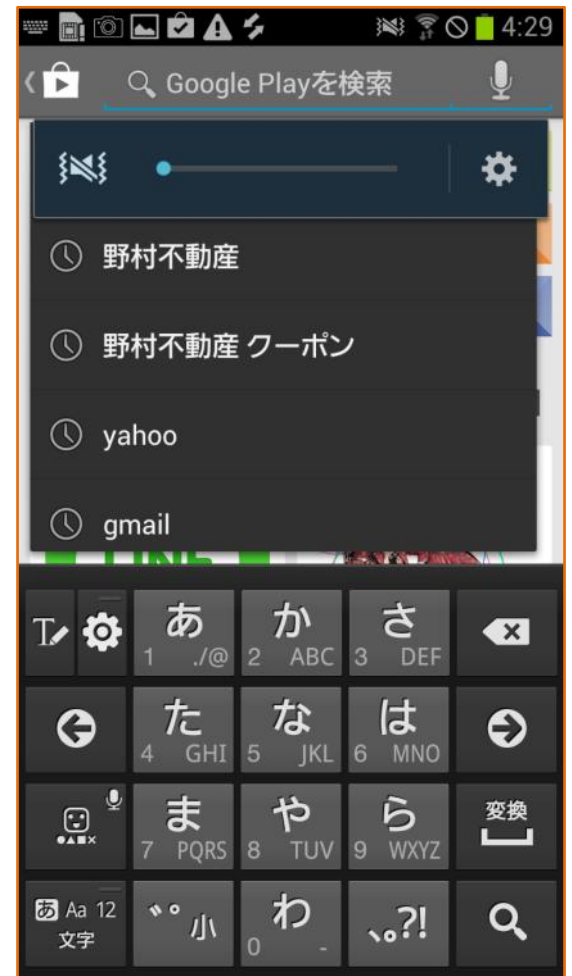 4:29
Google Playを検索
野村不動産
野村不動産 クーポン
yahoo
gmail
LINE
あ
1 ./@
か
2 ABC
さ
3 DEF
た
4 GHI
な
5 JKL
は
6 MNO
ま
7 PQRS
や
8 TUV
ら
9 WXYZ
変換
あ Aa 12
文字
゛゜小
わ
0 -
、。?!